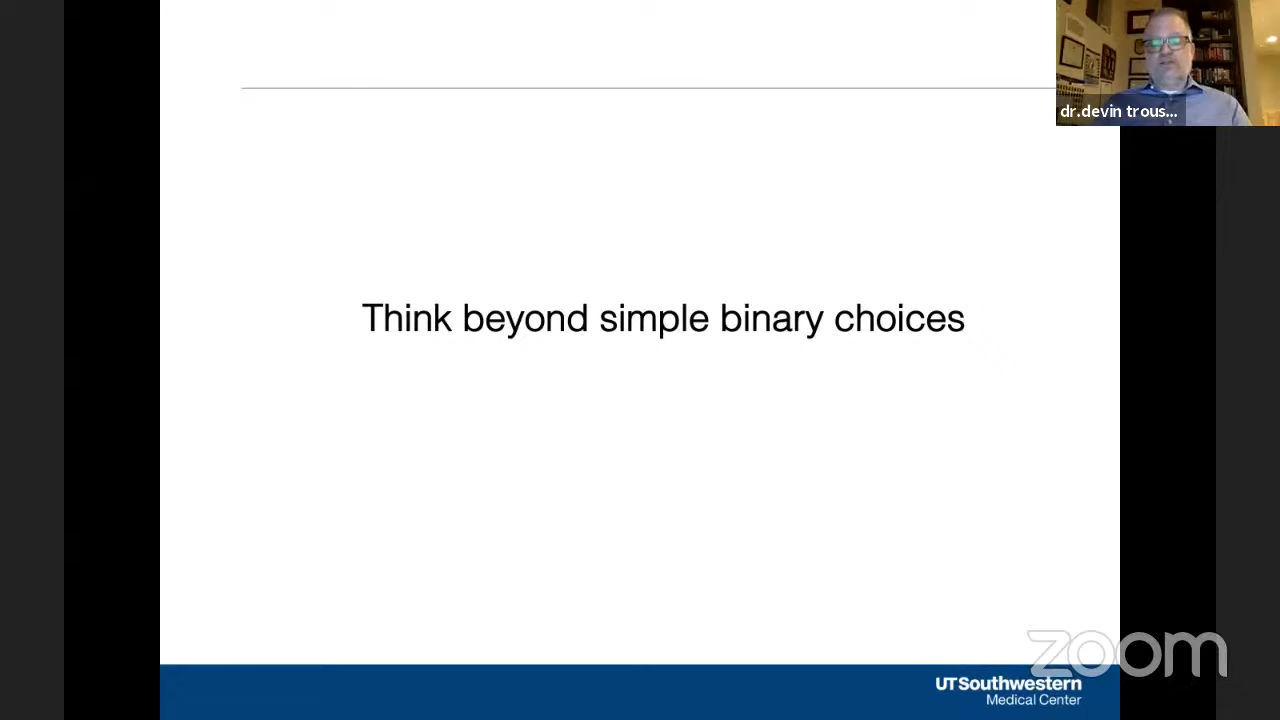 dr.devin trous...
Think beyond simple binary choices
zoom
UTSouthwestern
Medical Center